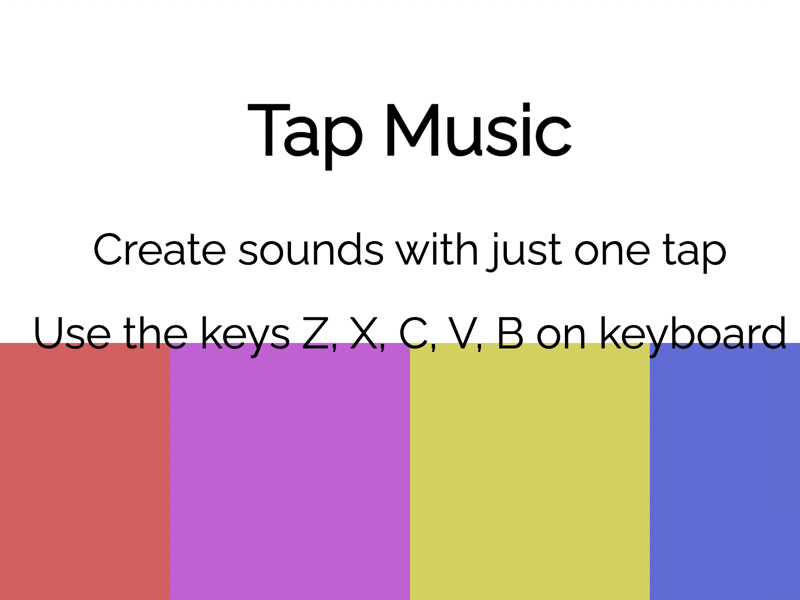 Tap Music
Create sounds with just one tap
Use the keys Z, X, C, V, B on keyboard